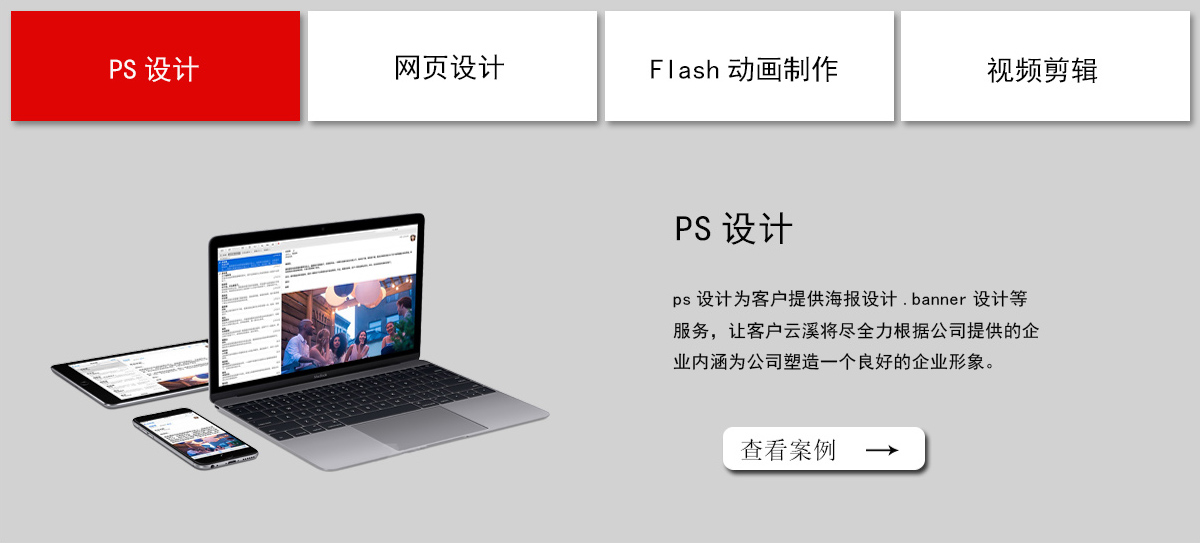 PS 设计
网页设计
Flash 动画制作
视频剪辑
PS 设计
ps 设计为客户提供海报设计 .banner 设计等
服务，让客户云溪将尽全力根据公司提供的企
业内涵为公司塑造一个良好的企业形象。
查看案例